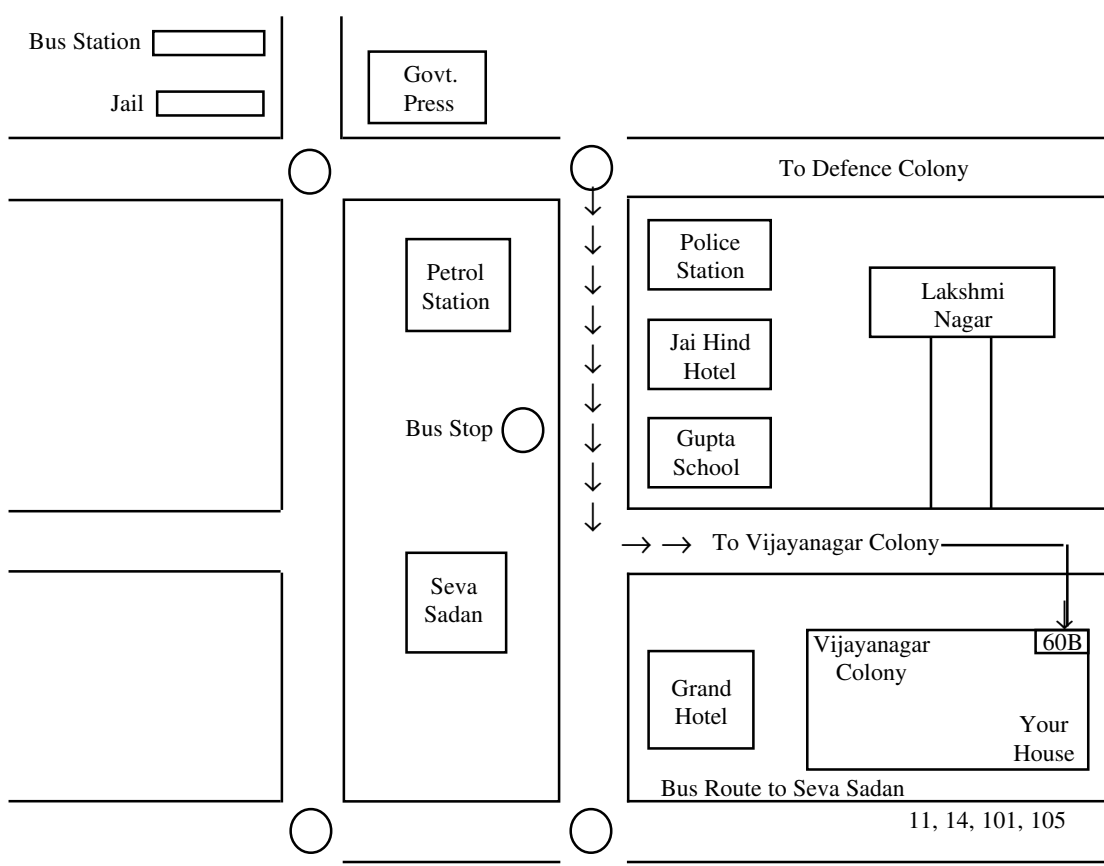 Bus Station
Jail
Govt.
Press
To Defence Colony
Petrol
Station
Police
Station
Lakshmi
Nagar
Jai Hind
Hotel
Bus Stop
Gupta
School
To Vijayanagar Colony
Seva
Sadan
60B
Vijayanagar
Colony
Grand
Hotel
Your
House
Bus Route to Seva Sadan
11, 14, 101, 105